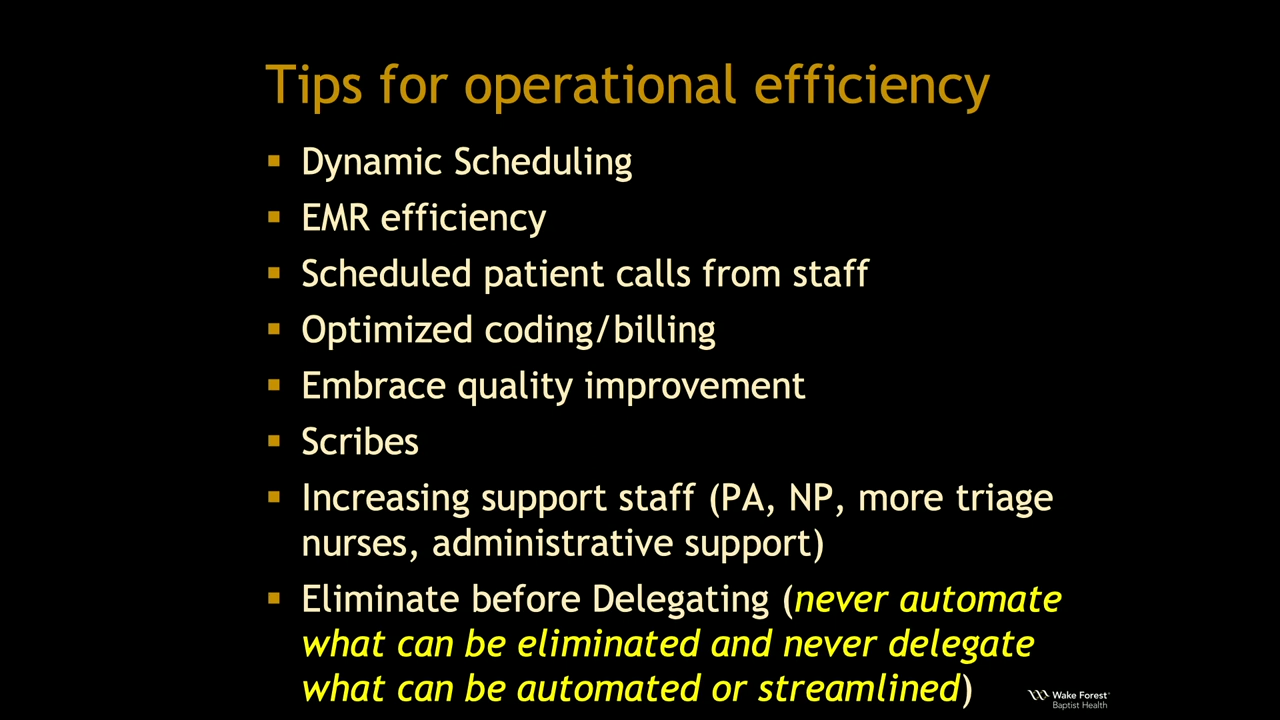 Tips for operational efficiency
▪ Dynamic Scheduling
▪ EMR efficiency
▪ Scheduled patient calls from staff
▪ Optimized coding/billing
▪ Embrace quality improvement
▪ Scribes
▪ Increasing support staff (PA, NP, more triage
nurses, administrative support)
▪ Eliminate before Delegating (never automate
what can be eliminated and never delegate
what can be automated or streamlined)
Wake Forest®
Baptist Health